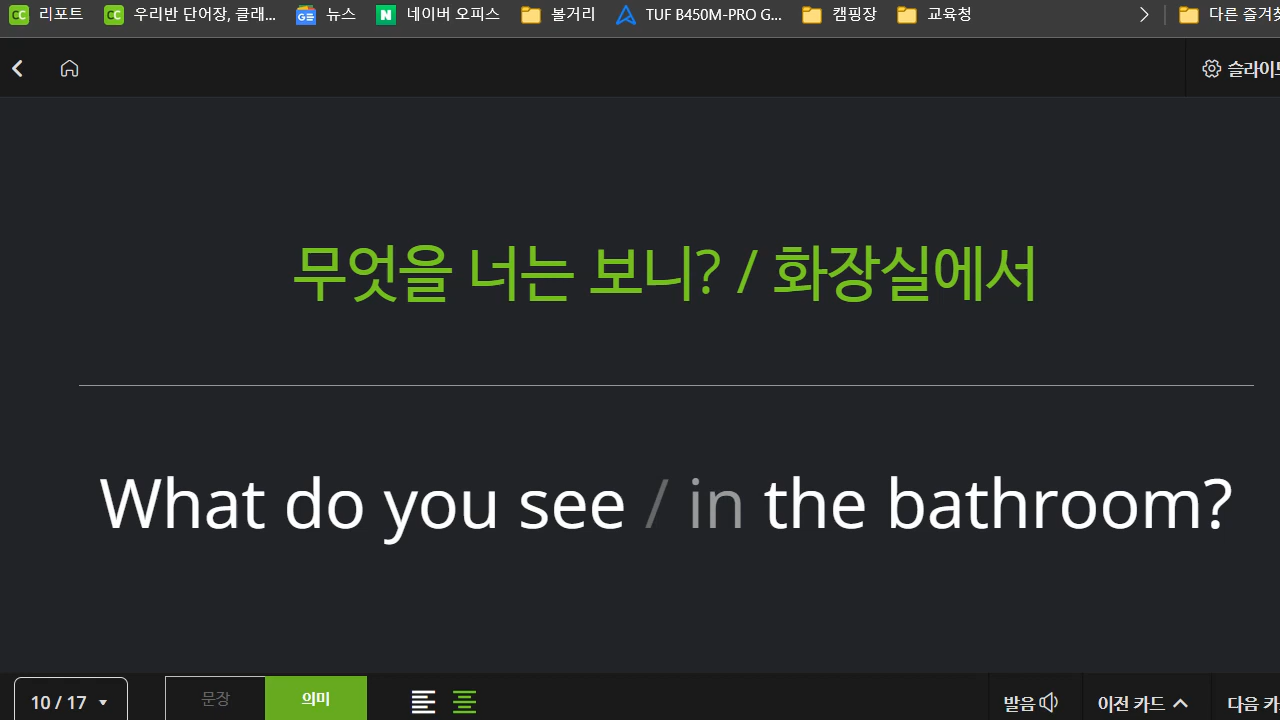 리포트 우리반 단어장, 클래... 뉴스 네이버 오피스 볼거리 TUF B450M-PRO G... 캠핑장 교육청 다른 즐겨찾
슬라이드
무엇을 너는 보니? / 화장실에서
What do you see / in the bathroom?
10 / 17 문장 의미 발음 이전 카드 다음 카